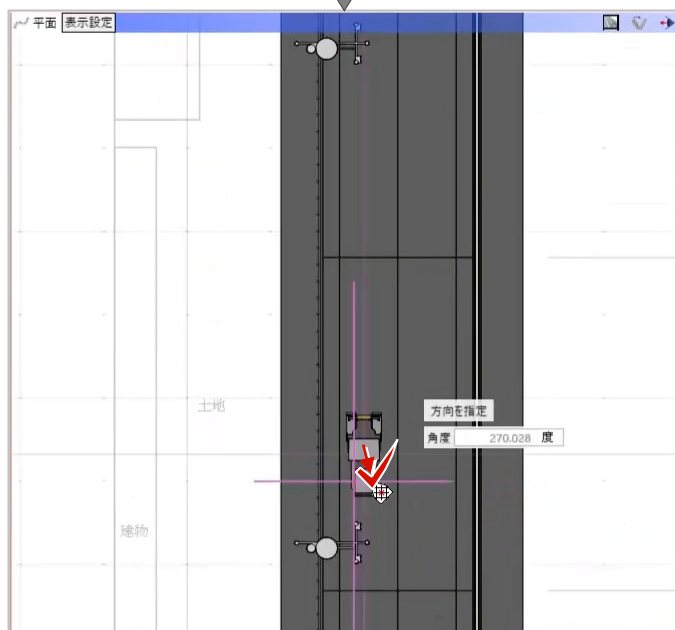 平面 表示設定
土地
方向を指定
角度 270.028 度
建物